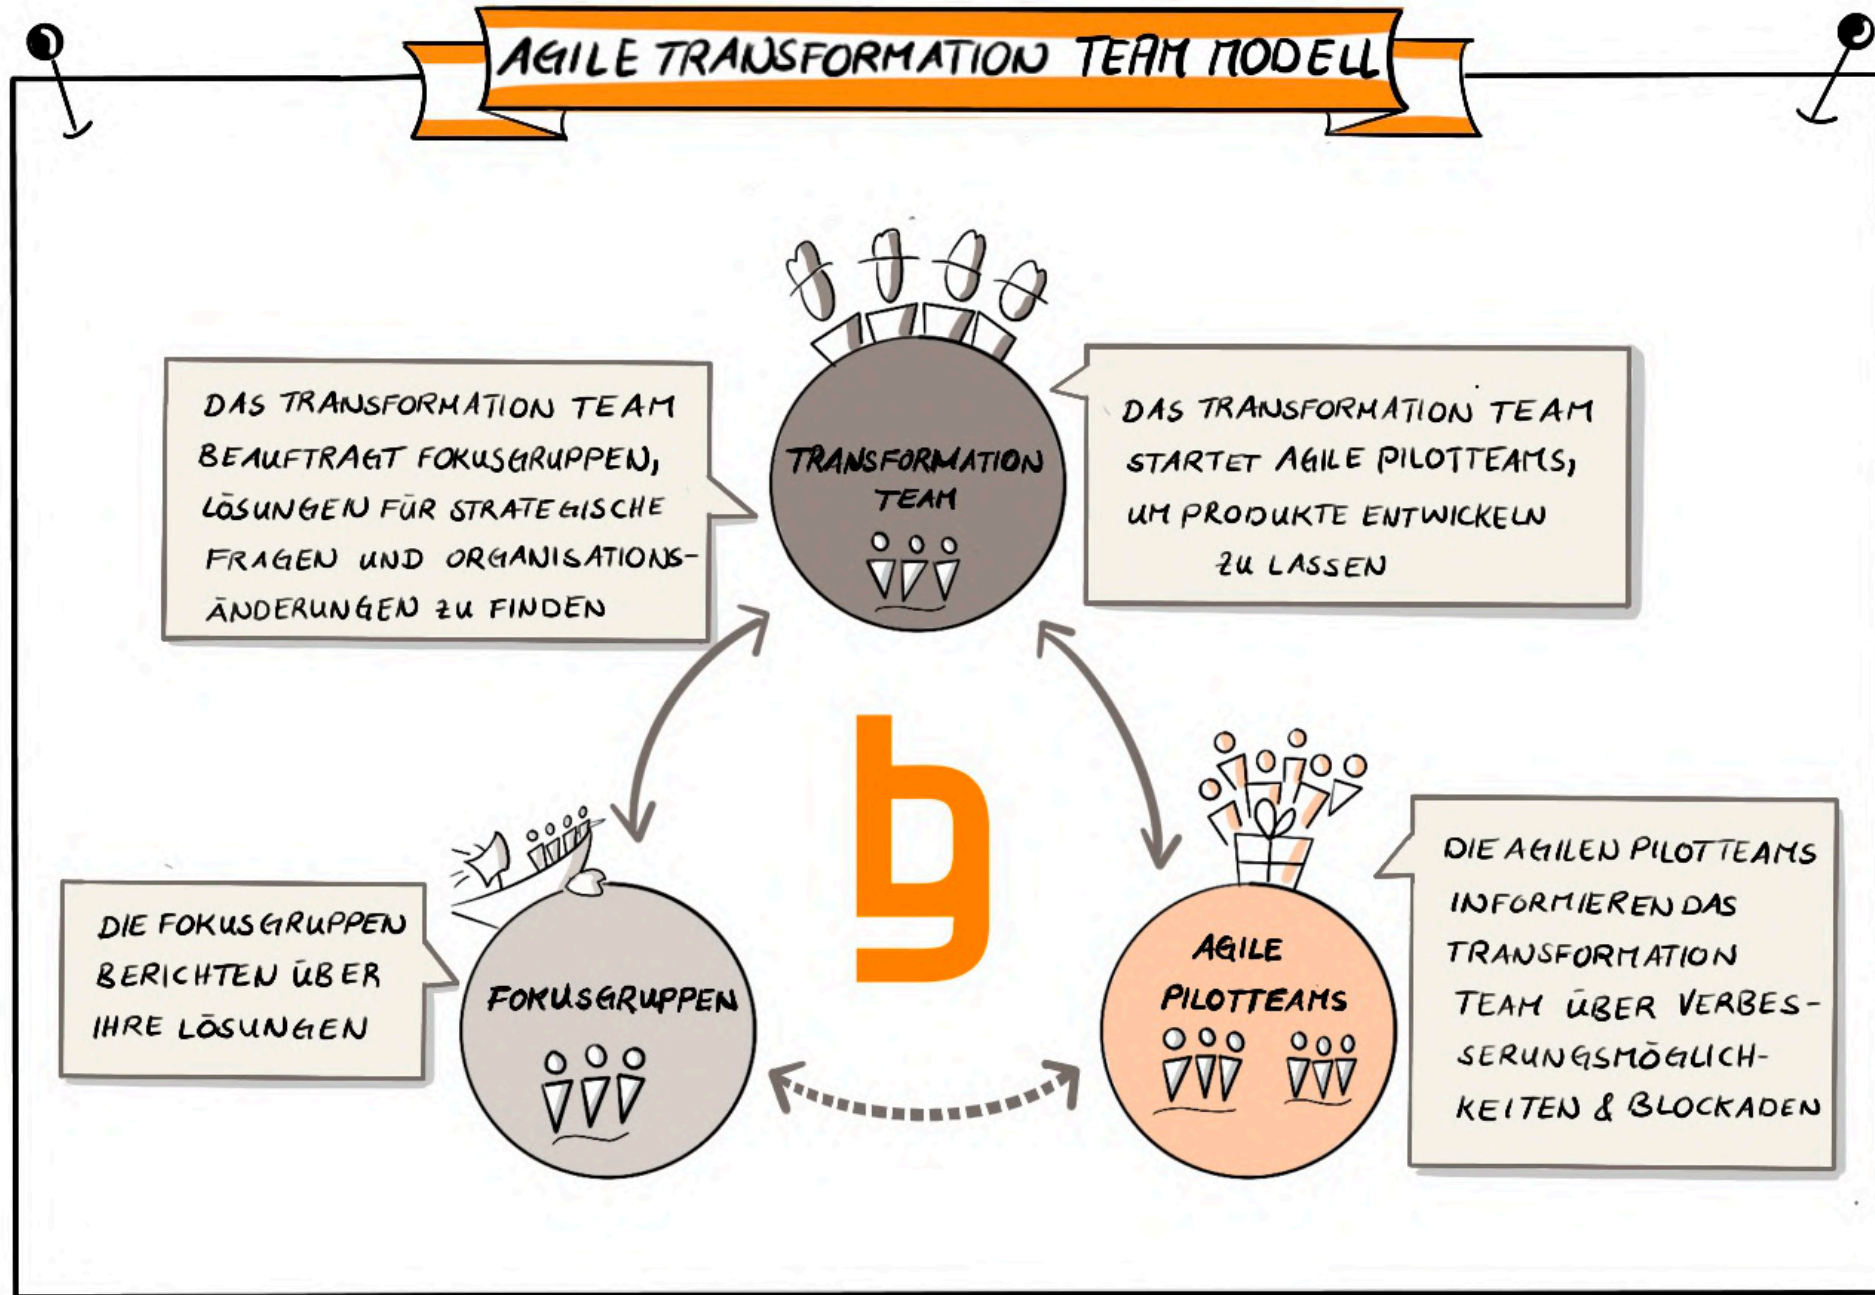 AGILE TRANSFORMATION TEAM MODELL
DAS TRANSFORMATION TEAM
BEAUFTRAGT FOKUSGRUPPEN,
LÖSUNGEN FÜR STRATEGISCHE
FRAGEN UND ORGANISATIONS-
ÄNDERUNGEN ZU FINDEN
TRANSFORMATION
TEAM
DAS TRANSFORMATION TEAM
STARTET AGILE PILOTTEAMS,
UM PRODUKTE ENTWICKELN
ZU LASSEN
DIE FOKUSGRUPPEN
BERICHTEN ÜBER
IHRE LÖSUNGEN
FOKUSGRUPPEN
AGILE
PILOTTEAMS
DIE AGILEN PILOTTEAMS
INFORMIEREN DAS
TRANSFORMATION
TEAM ÜBER VERBES-
SERUNGSMÖGLICH-
KEITEN & BLOCKADEN